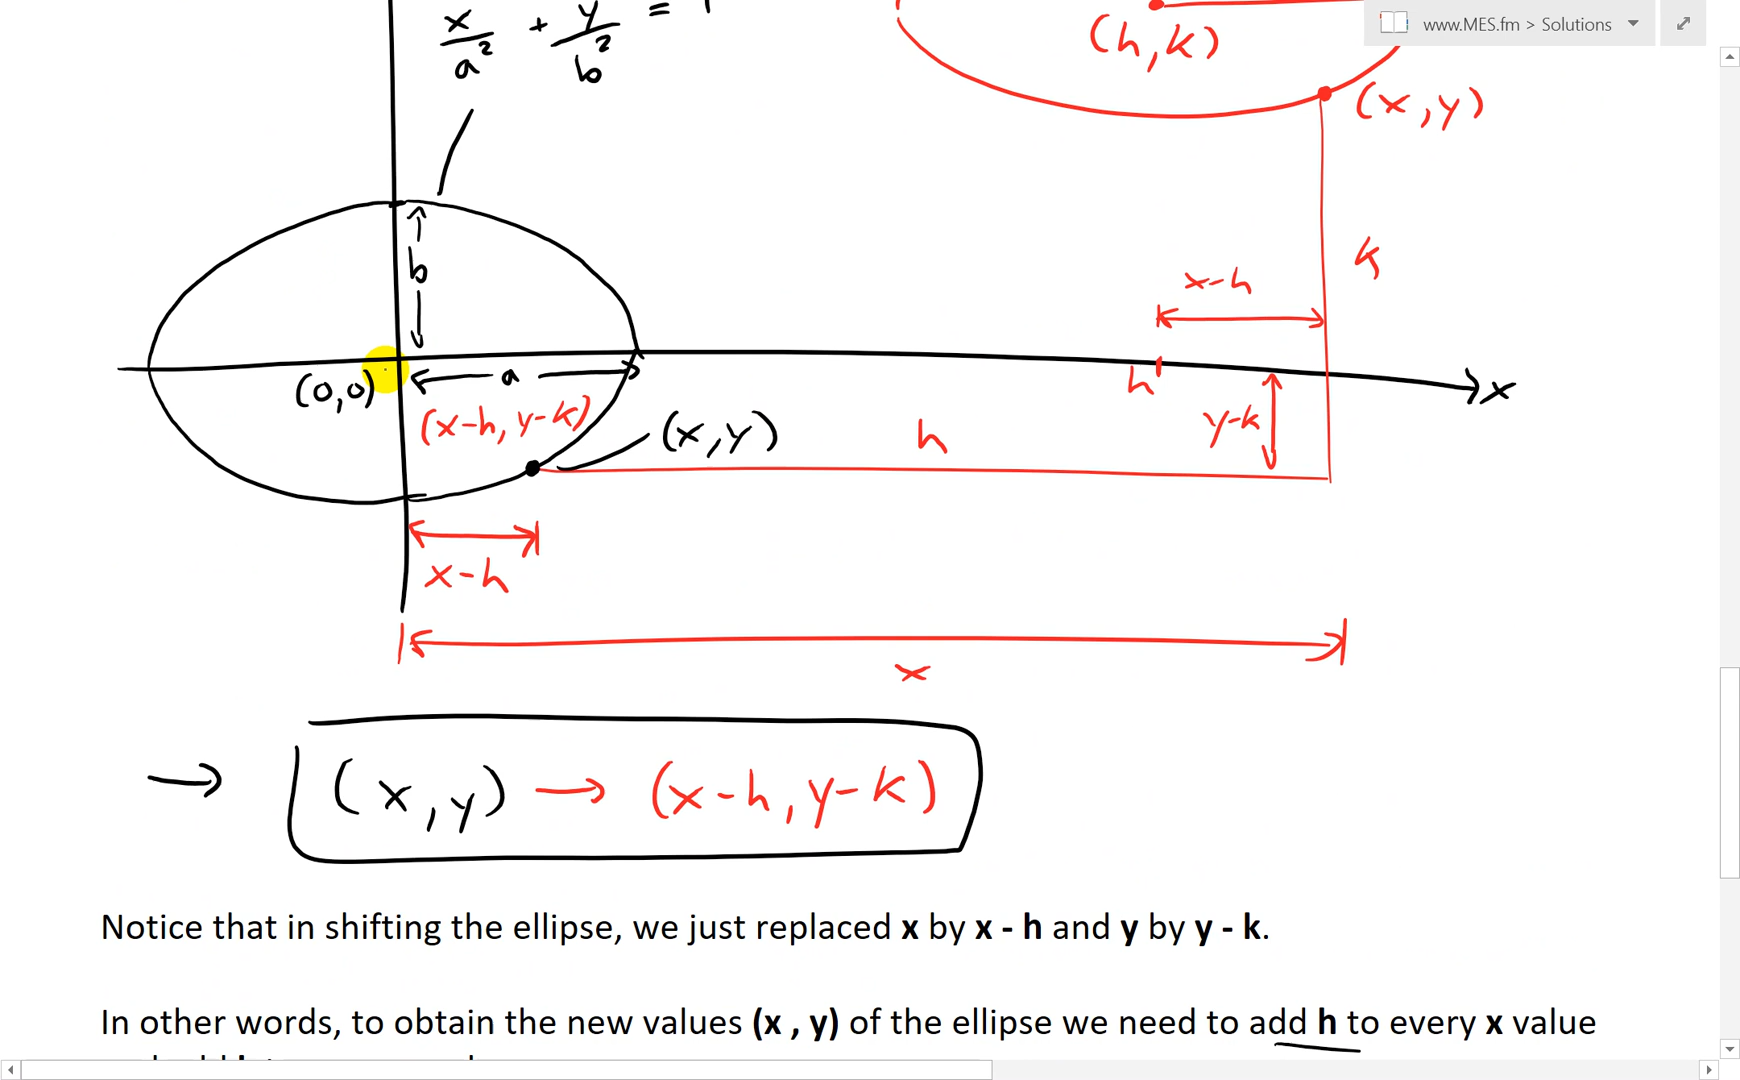 www.MES.fm > Solutions
x/a² + y/b² =
(h,k)
(x,y)
b
k
x-h
(0,0)
a
h
x
(x-h, y-k)
(x,y)
h
y-k
x-h
x
→ (x,y) → (x-h, y-k)
Notice that in shifting the ellipse, we just replaced x by x - h and y by y - k.
In other words, to obtain the new values (x , y) of the ellipse we need to add h to every x value